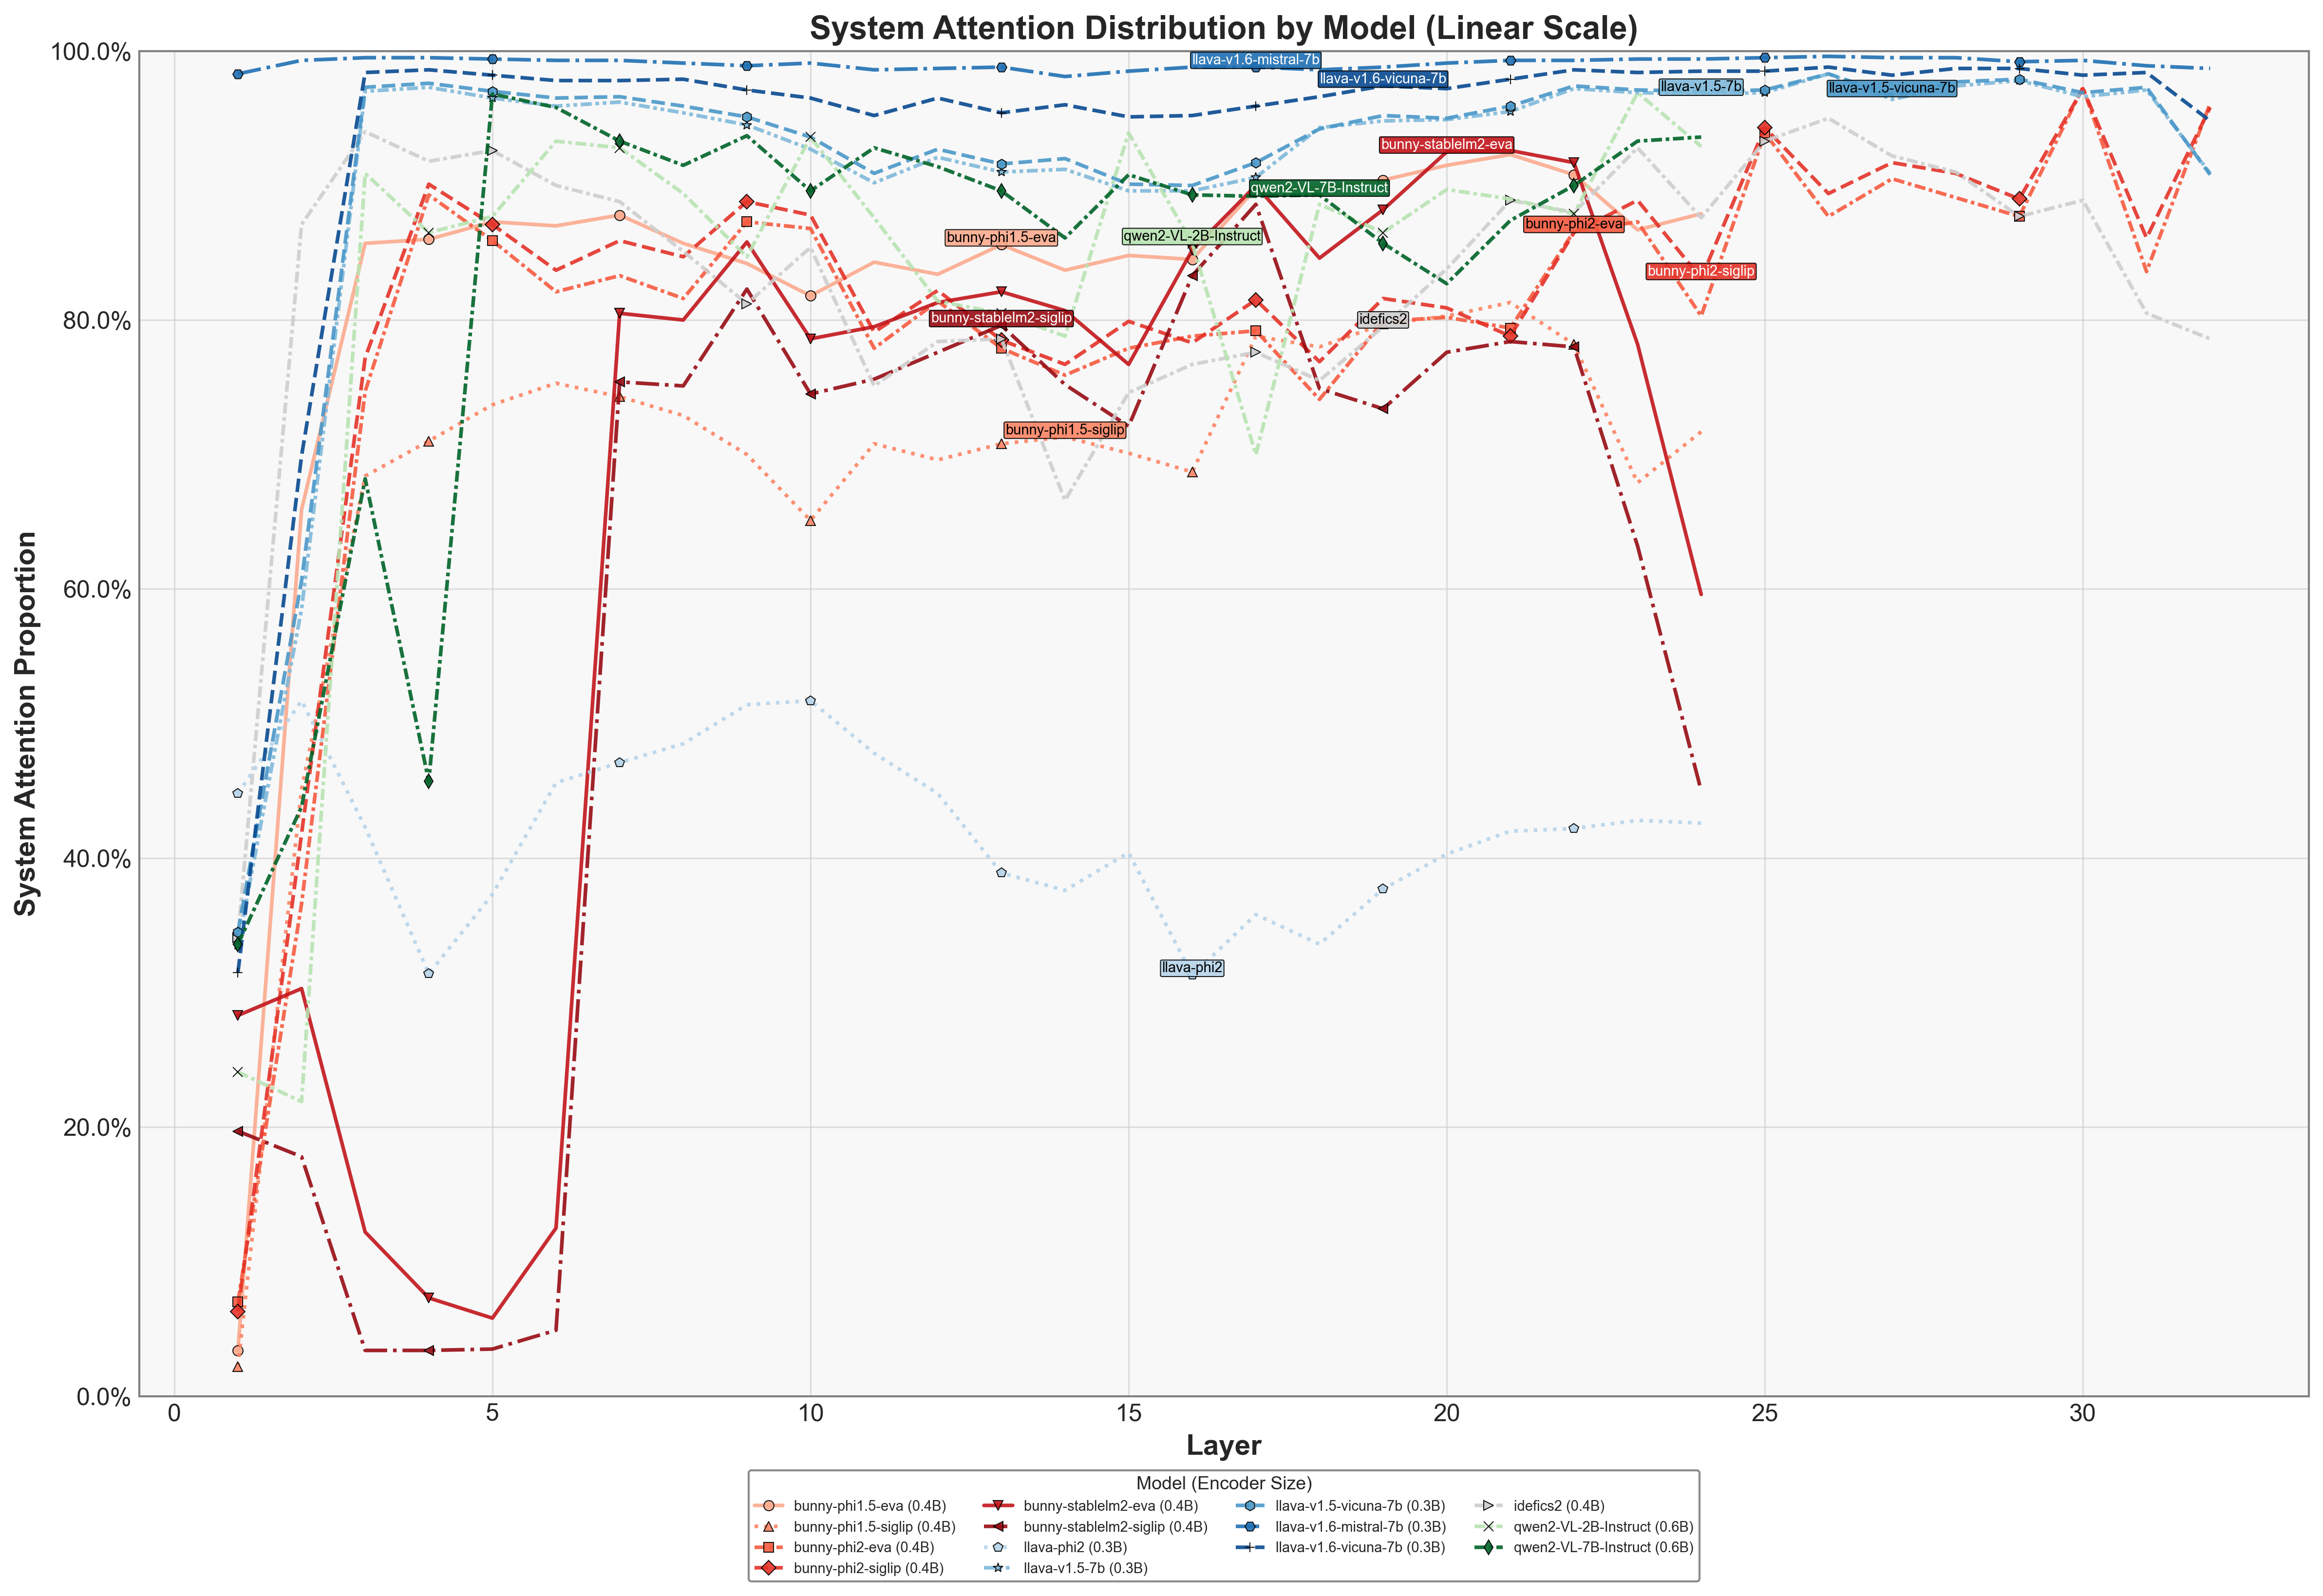 System Attention Distribution by Model (Linear Scale)
100.0%
80.0%
60.0%
40.0%
20.0%
0.0%
System Attention Proportion
llava-v1.6-mistral-7b
llava-v1.6-vicuna-7b
llava-v1.5-7b
llava-v1.5-vicuna-7b
bunny-stablelm2-eva
qwen2-VL-7B-Instruct
bunny-phi2-eva
bunny-phi1.5-eva
qwen2-VL-2B-Instruct
bunny-phi2-siglip
bunny-stablelm2-siglip
idefics2
bunny-phi1.5-siglip
llava-phi2
0 5 10 15 20 25 30
Layer
Model (Encoder Size)
bunny-phi1.5-eva (0.4B)
bunny-phi1.5-siglip (0.4B)
bunny-phi2-eva (0.4B)
bunny-phi2-siglip (0.4B)
bunny-stablelm2-eva (0.4B)
bunny-stablelm2-siglip (0.4B)
llava-phi2 (0.3B)
llava-v1.5-7b (0.3B)
llava-v1.5-vicuna-7b (0.3B)
llava-v1.6-mistral-7b (0.3B)
llava-v1.6-vicuna-7b (0.3B)
idefics2 (0.4B)
qwen2-VL-2B-Instruct (0.6B)
qwen2-VL-7B-Instruct (0.6B)